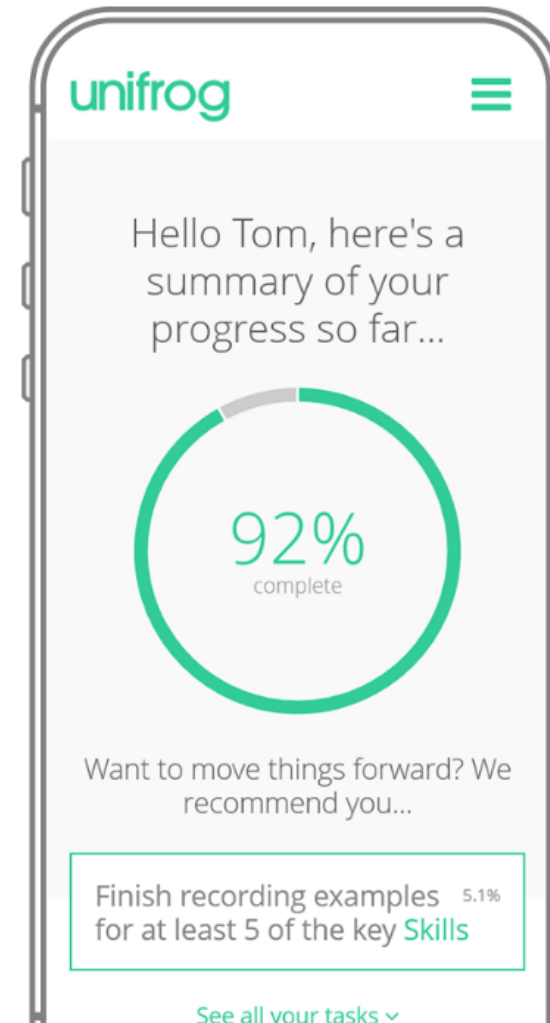 unifrog
Hello Tom, here's a
summary of your
progress so far...
92%
complete
Want to move things forward? We
recommend you...
Finish recording examples 5.1%
for at least 5 of the key Skills
See all your tasks